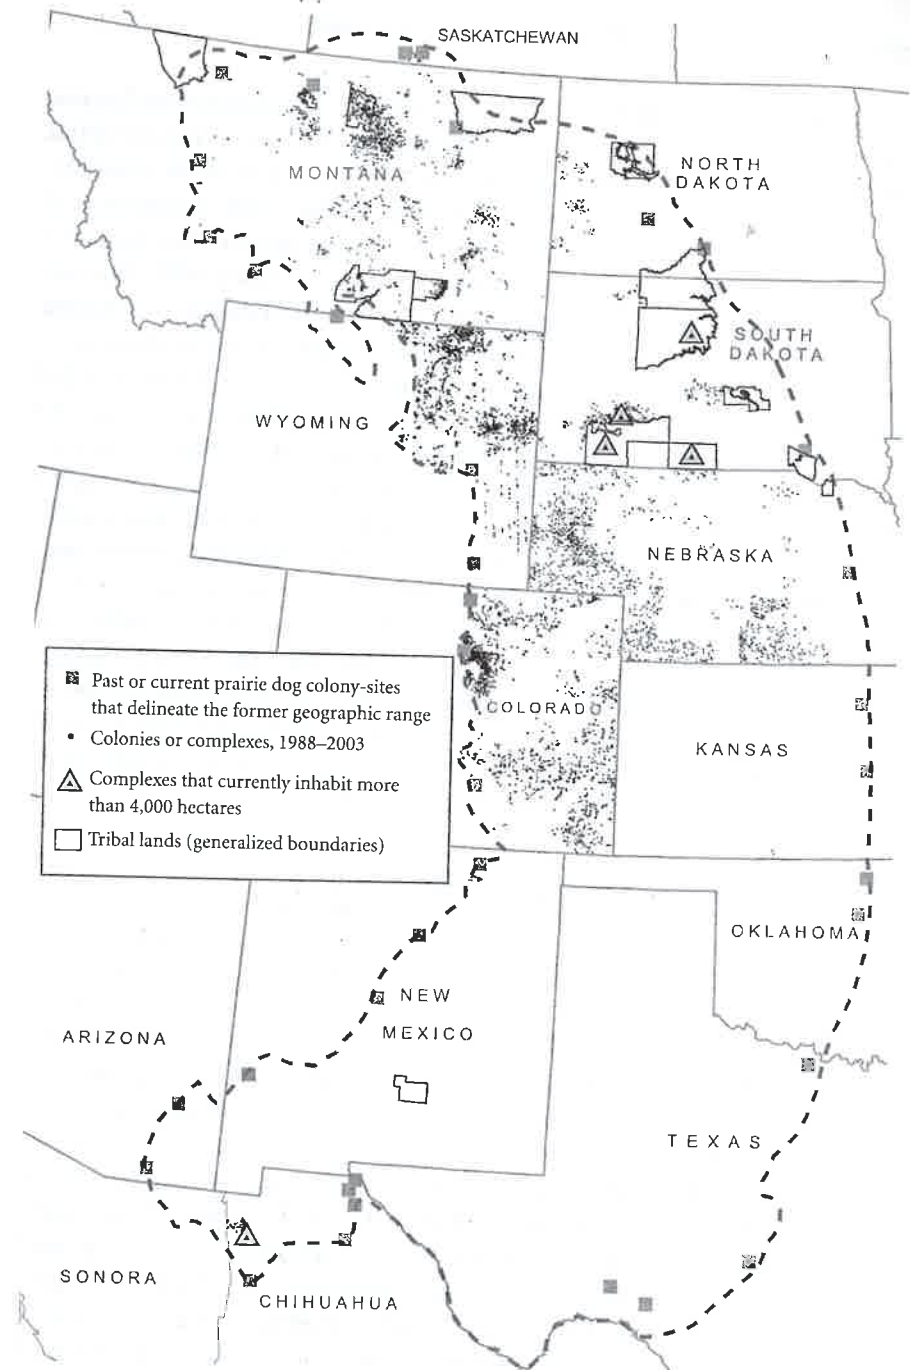 SASKATCHEWAN
MONTANA
NORTH
DAKOTA
SOUTH
DAKOTA
WYOMING
NEBRASKA
Past or current prairie dog colony-sites
that delineate the former geographic range
Colonies or complexes, 1988–2003
Complexes that currently inhabit more
than 4,000 hectares
Tribal lands (generalized boundaries)
COLORADO
KANSAS
OKLAHOMA
NEW
MEXICO
ARIZONA
TEXAS
SONORA
CHIHUAHUA